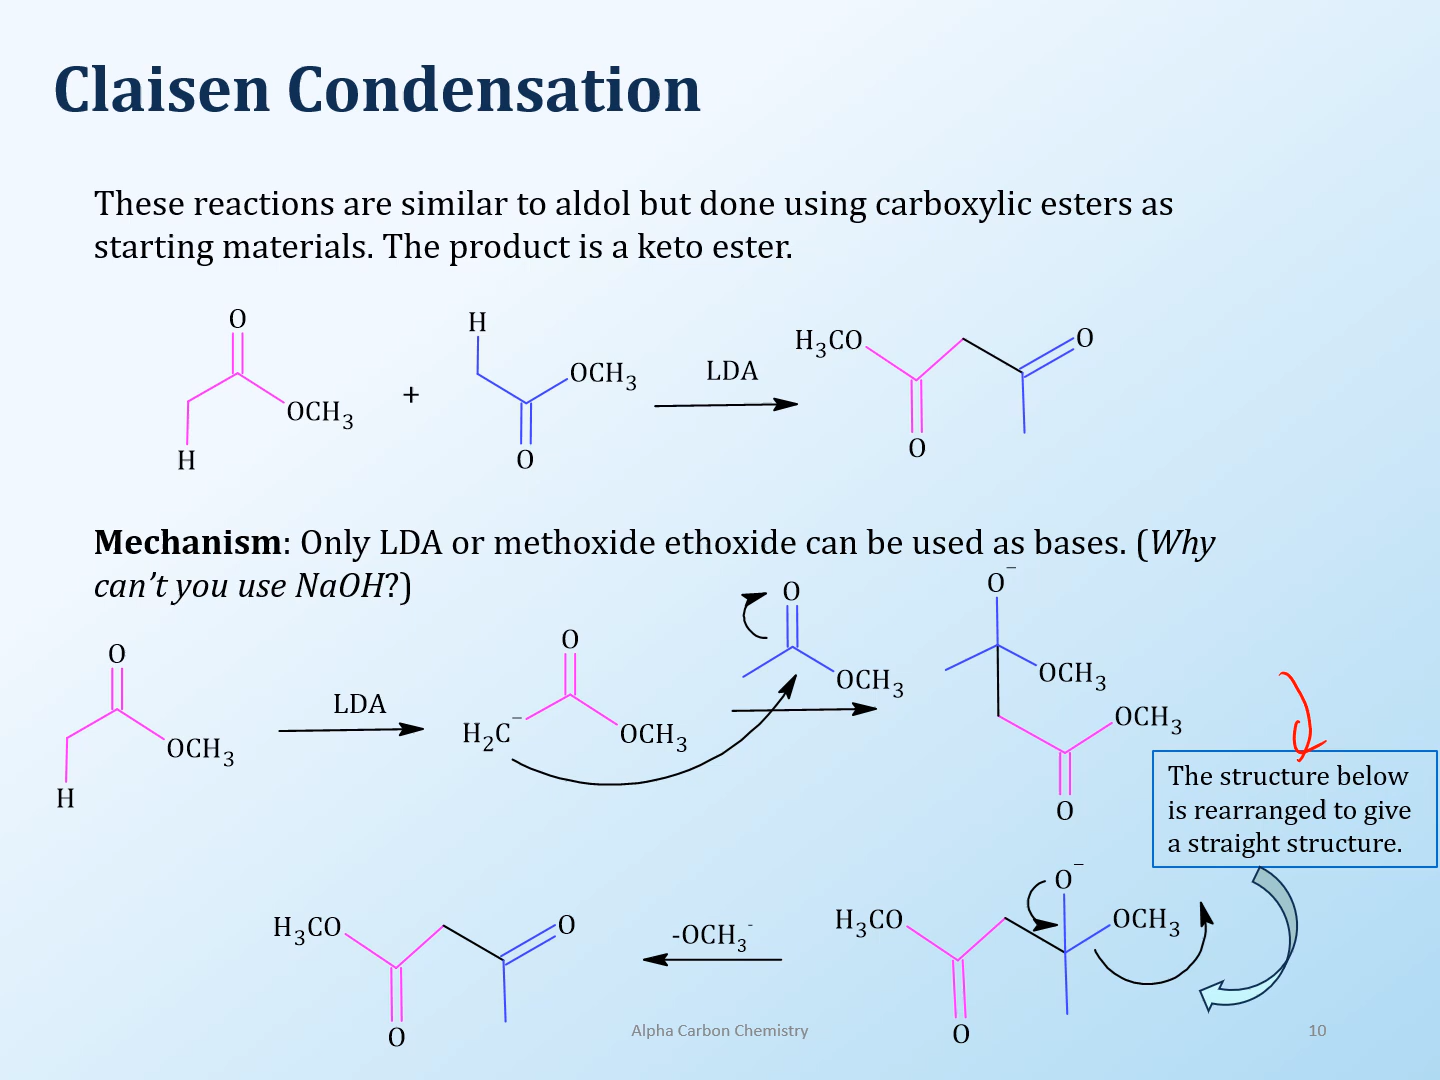 Claisen Condensation
These reactions are similar to aldol but done using carboxylic esters as
starting materials. The product is a keto ester.
O
OCH3
H
+
H
OCH3
O
LDA
H3CO
O
O
Mechanism: Only LDA or methoxide ethoxide can be used as bases. (Why
can't you use NaOH?)
O
OCH3
H
LDA
O
H2C−
OCH3
O
OCH3
O−
OCH3
OCH3
O
The structure below
is rearranged to give
a straight structure.
H3CO
O
O
-OCH3-
H3CO
O
O−
OCH3
Alpha Carbon Chemistry
10